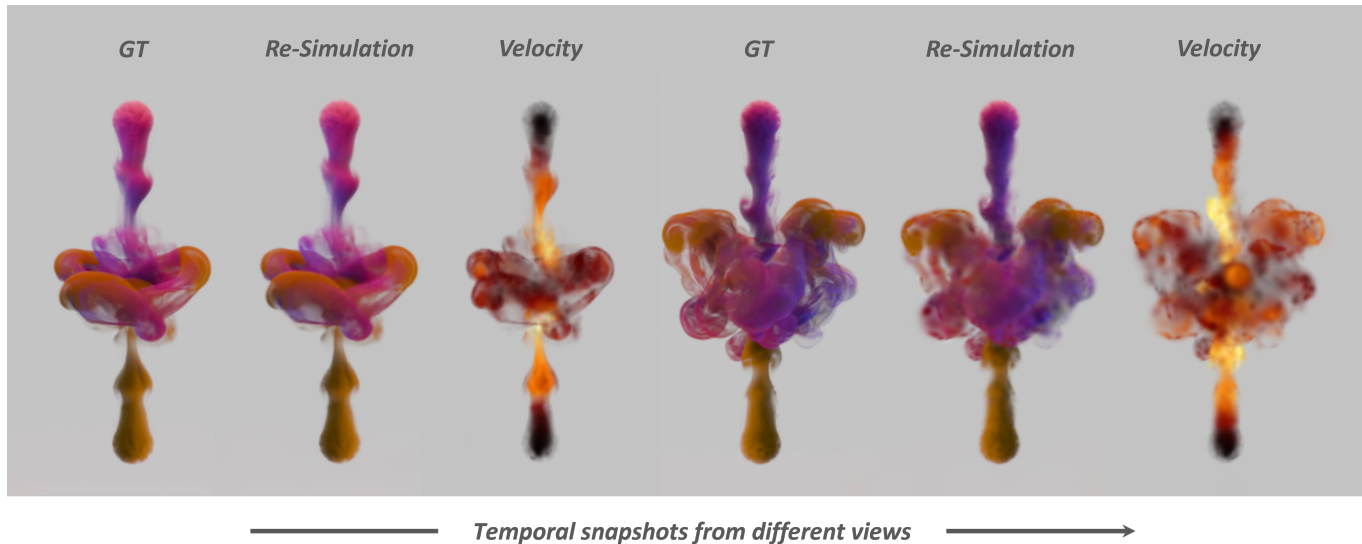 GT Re-Simulation Velocity GT Re-Simulation Velocity
Temporal snapshots from different views